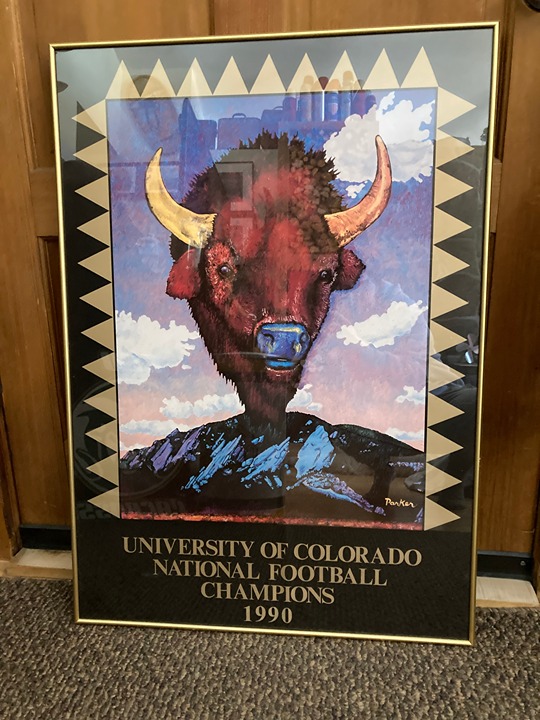 Parker
UNIVERSITY OF COLORADO
NATIONAL FOOTBALL
CHAMPIONS
1990